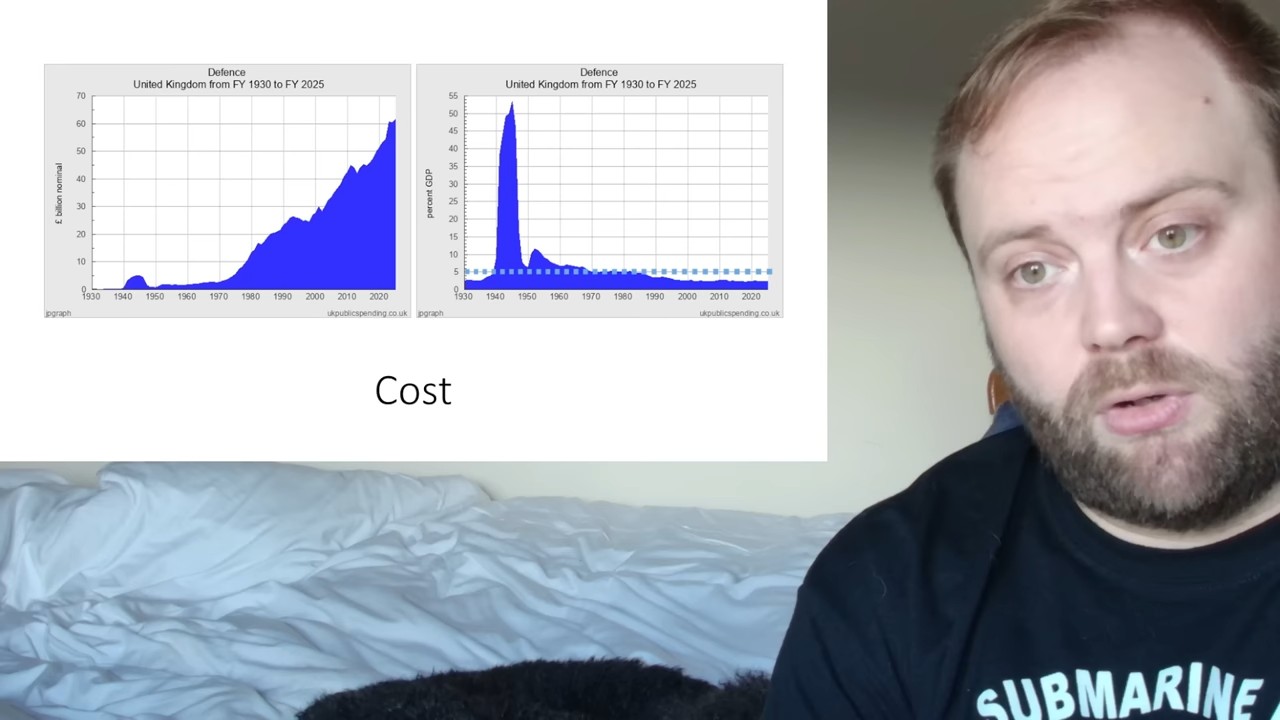 Defence
United Kingdom from FY 1930 to FY 2025
70
60
50
40
30
20
10
0
£ billion nominal
1930 1940 1950 1960 1970 1980 1990 2000 2010 2020
jpgraph
ukpublicspending.co.uk
Defence
United Kingdom from FY 1930 to FY 2025
55
50
45
40
35
30
25
20
15
10
5
0
percent GDP
1930 1940 1950 1960 1970 1980 1990 2000 2010 2020
jpgraph
ukpublicspending.co.uk
Cost
SUBMARINE